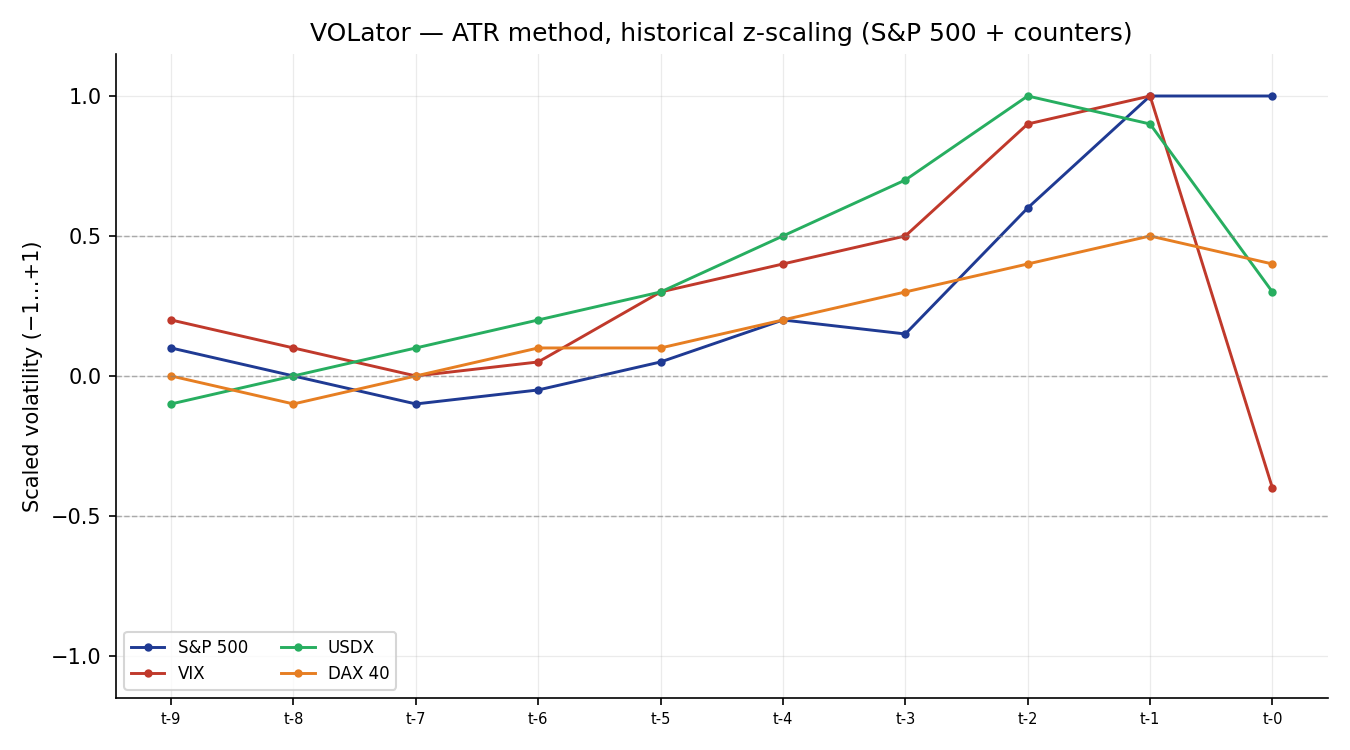 VOLator — ATR method, historical z-scaling (S&P 500 + counters)
Scaled volatility (−1…+1)
1.0
0.5
0.0
−0.5
−1.0
S&P 500
USDX
VIX
DAX 40
t-9 t-8 t-7 t-6 t-5 t-4 t-3 t-2 t-1 t-0